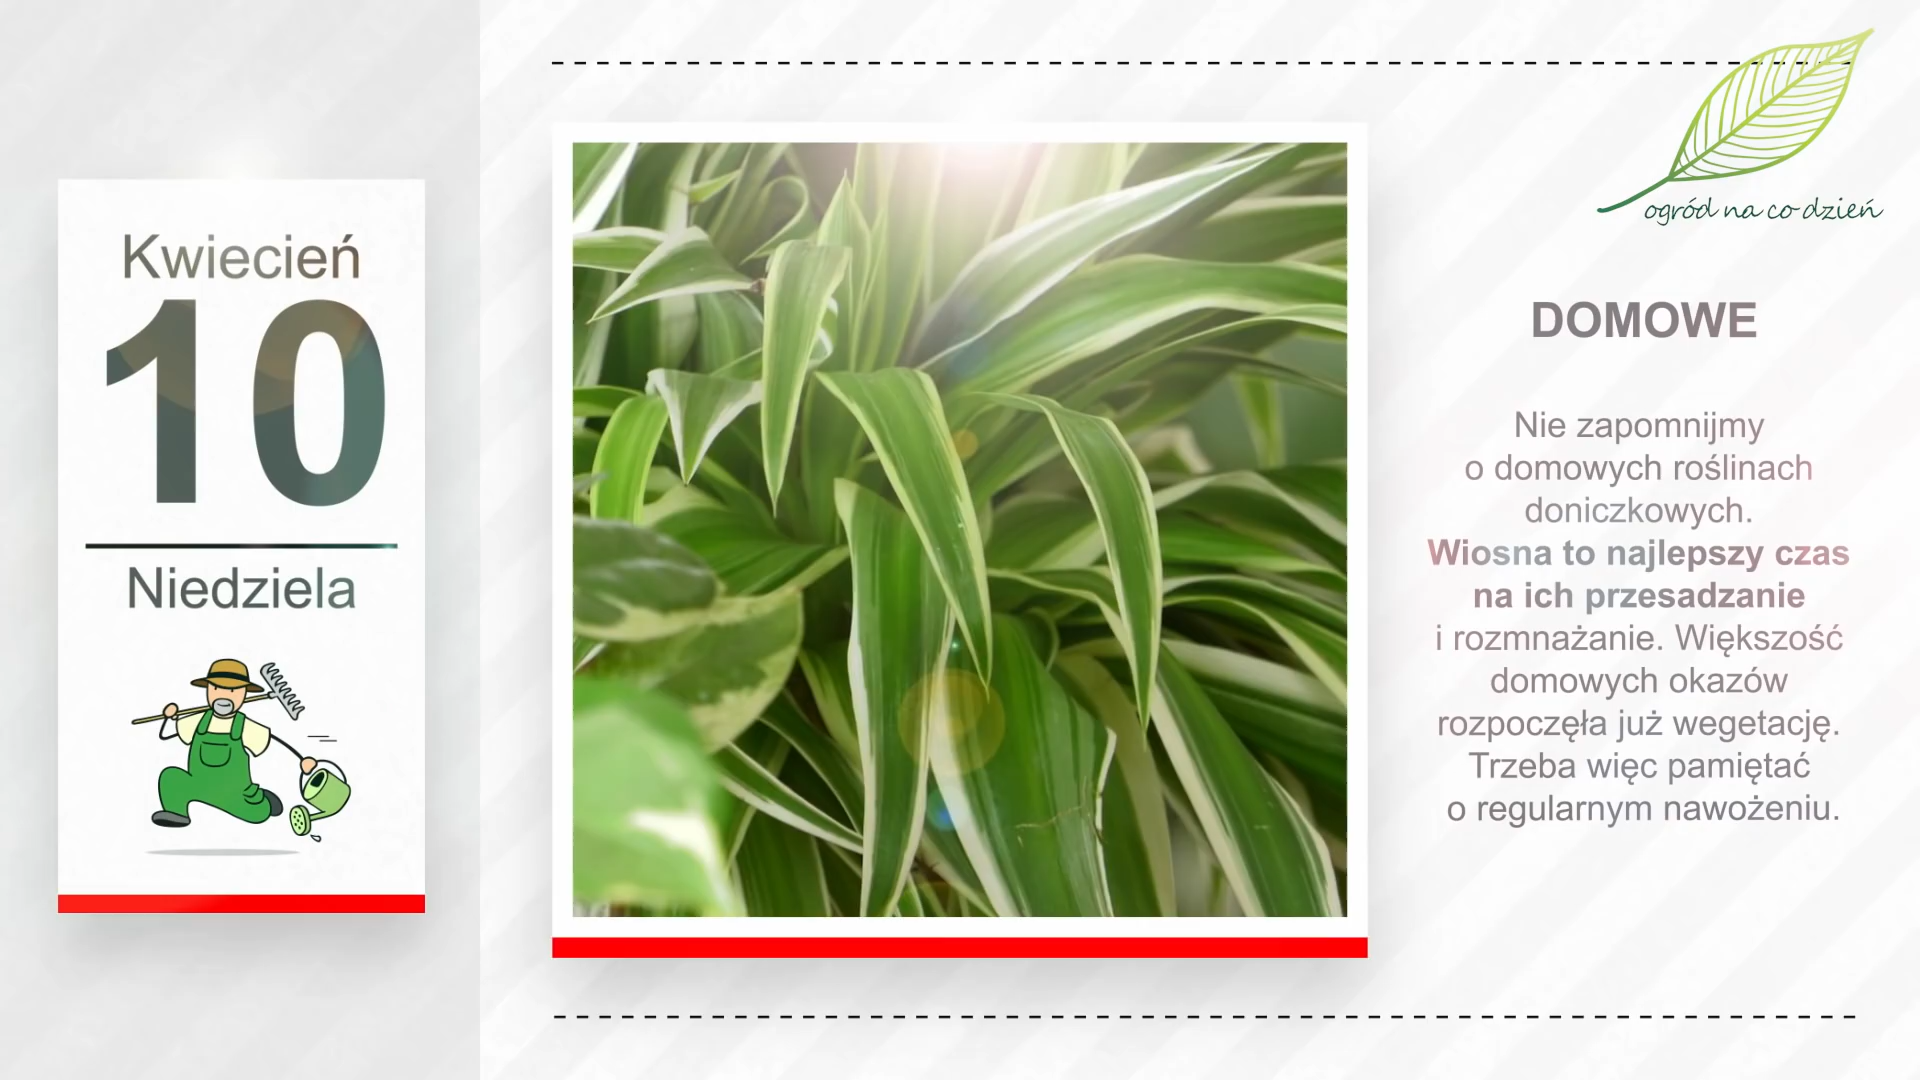 Kwiecień
10
Niedziela
ogród na co dzień
DOMOWE
Nie zapomnijmy
o domowych roślinach
doniczkowych.
Wiosna to najlepszy czas
na ich przesadzanie
i rozmnażanie. Większość
domowych okazów
rozpoczęła już wegetację.
Trzeba więc pamiętać
o regularnym nawożeniu.